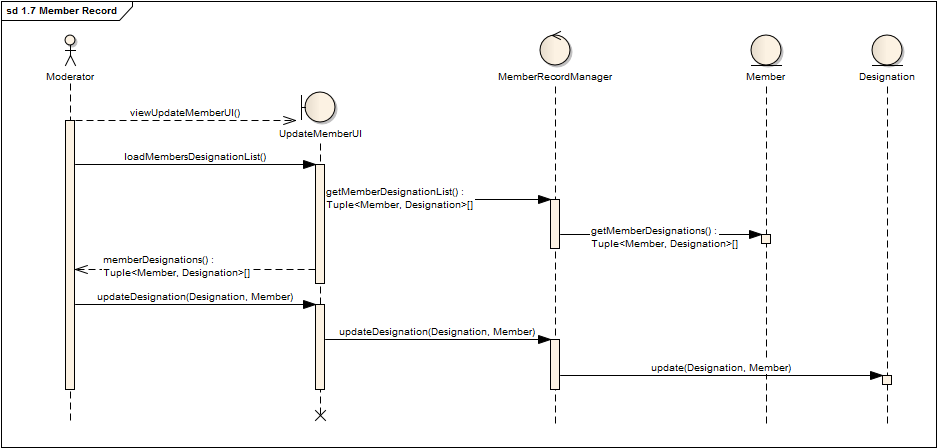 sd 1.7 Member Record
Moderator
MemberRecordManager
Member
Designation
viewUpdateMemberUI()
UpdateMemberUI
loadMembersDesignationList()
getMemberDesignationList() :
Tuple<Member, Designation>[]
getMemberDesignations() :
Tuple<Member, Designation>[]
memberDesignations() :
Tuple<Member, Designation>[]
updateDesignation(Designation, Member)
updateDesignation(Designation, Member)
update(Designation, Member)